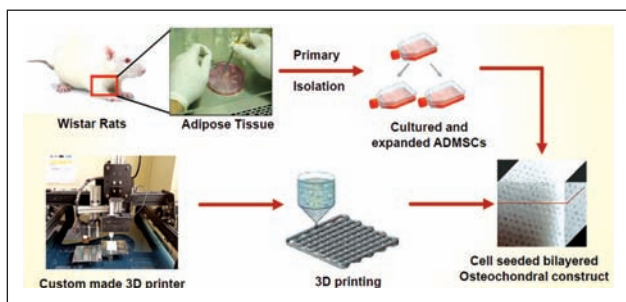 Primary
Isolation
Wistar Rats
Adipose Tissue
Cultured and
expanded ADMSCs
Custom made 3D printer
3D printing
Cell seeded bilayered
Osteochondral construct